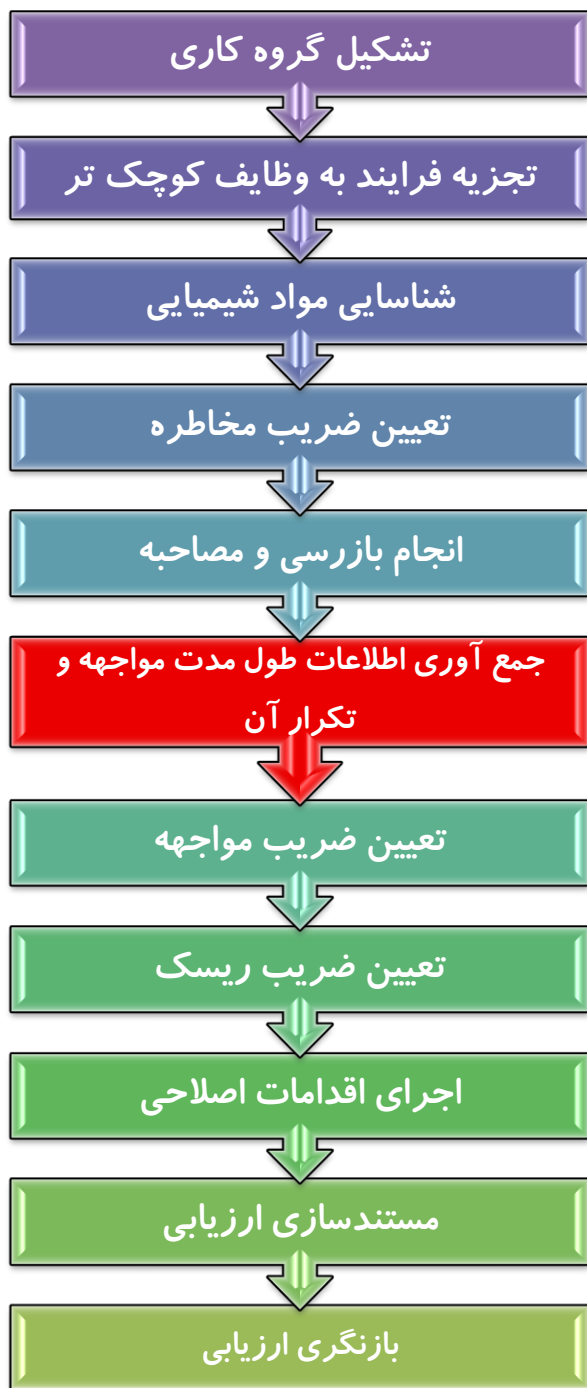 تشکیل گروه کاری
تجزیه فرایند به وظایف کوچک تر
شناسایی مواد شیمیایی
تعیین ضریب مخاطره
انجام بازرسی و مصاحبه
جمع آوری اطلاعات طول مدت مواجهه و
تکرار آن
تعیین ضریب مواجهه
تعیین ضریب ریسک
اجرای اقدامات اصلاحی
مستندسازی ارزیابی
بازنگری ارزیابی